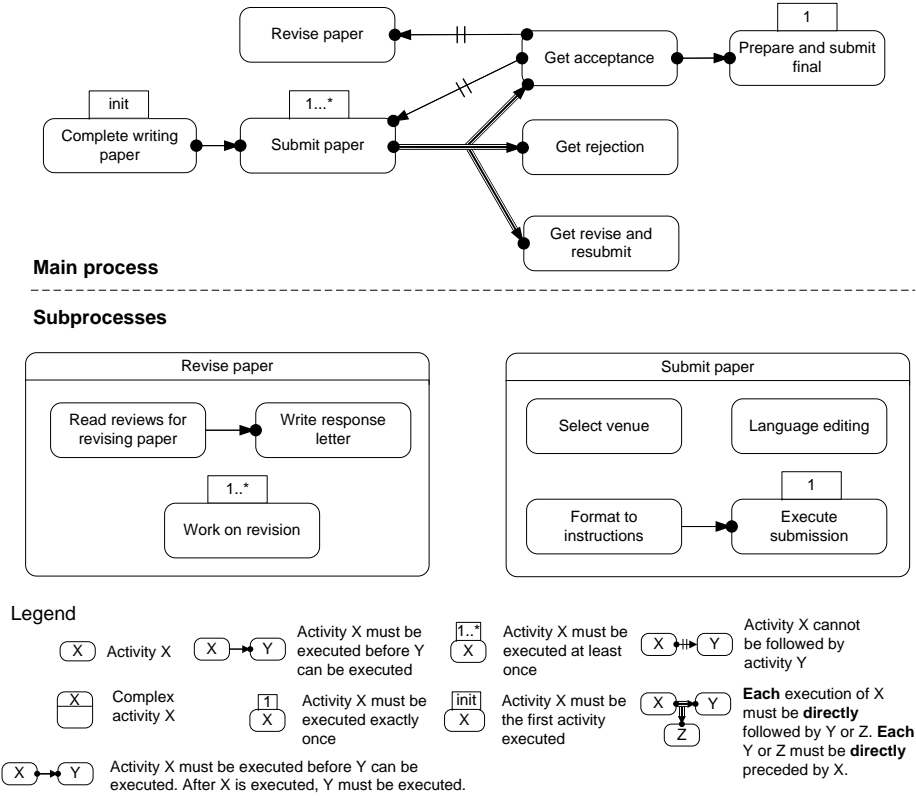 1
Revise paper
Get acceptance
Prepare and submit
final
init
1...*
Complete writing
paper
Submit paper
Get rejection
Get revise and
resubmit
Main process
Subprocesses
Revise paper
Read reviews for
revising paper
Write response
letter
1..*
Work on revision
Submit paper
Select venue
Language editing
1
Format to
instructions
Execute
submission
Legend
X
Activity X
X
Y
Activity X must be
executed before Y
can be executed
1..*
X
Activity X must be
executed at least
once
X
Y
Activity X cannot
be followed by
activity Y
X
Complex
activity X
1
X
Activity X must be
executed exactly
once
init
X
Activity X must be
the first activity
executed
X
Y
Z
Each execution of X
must be directly
followed by Y or Z. Each
Y or Z must be directly
preceded by X.
X
Y
Activity X must be executed before Y can be
executed. After X is executed, Y must be executed.